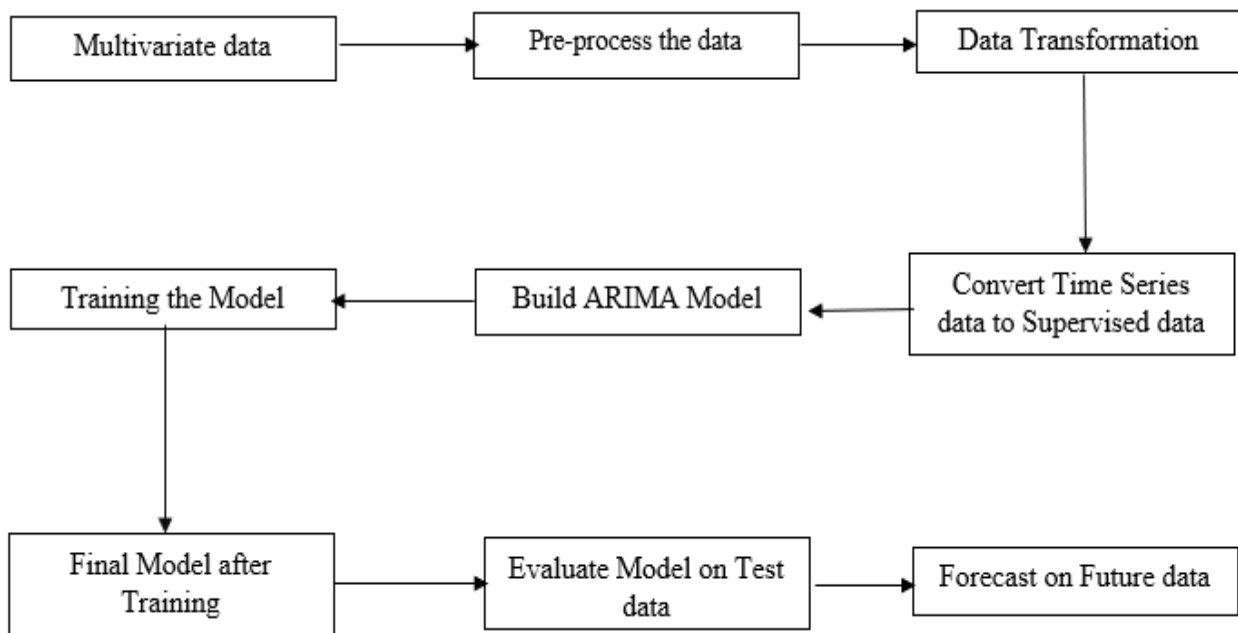 Multivariate data
Pre-process the data
Data Transformation
Training the Model
Build ARIMA Model
Convert Time Series
data to Supervised data
Final Model after
Training
Evaluate Model on Test
data
Forecast on Future data